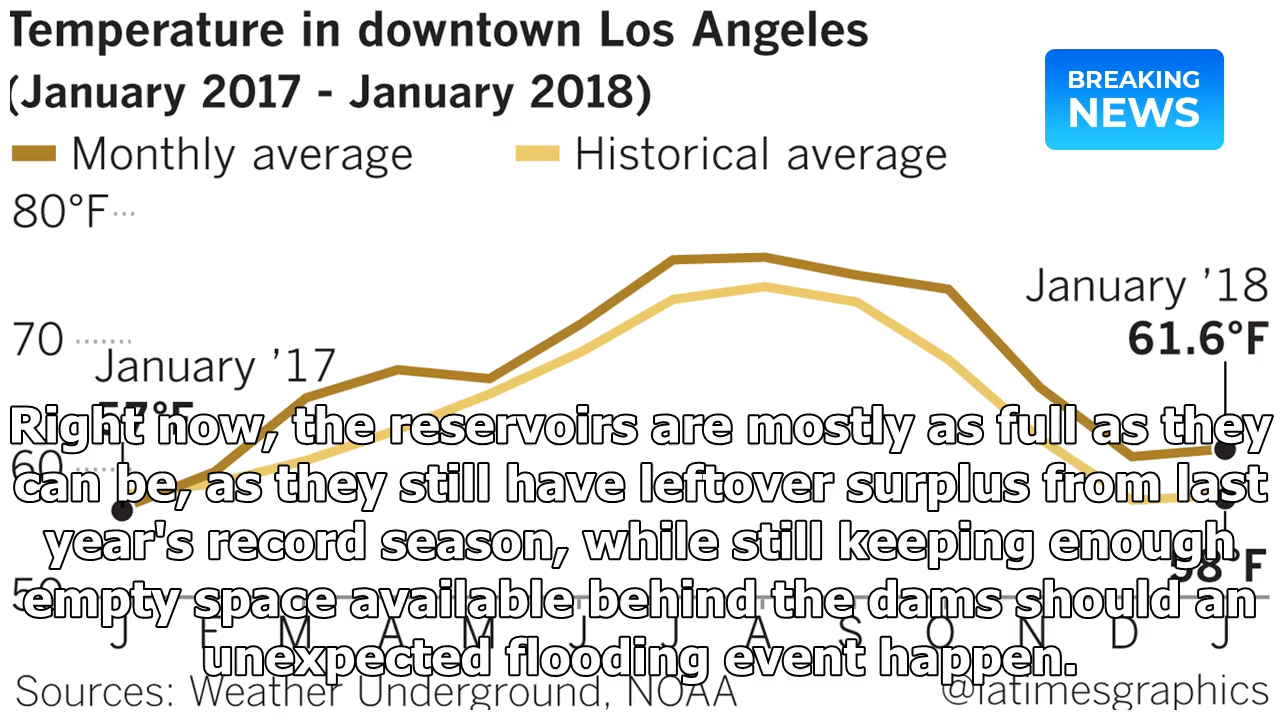 Temperature in downtown Los Angeles
(January 2017 - January 2018)
BREAKING
NEWS
Monthly average
Historical average
80°F
January ’18
61.6°F
70
January ’17
57°F
60
Right now, the reservoirs are mostly as full as they
can be, as they still have leftover surplus from last
year's record season, while still keeping enough
empty space available behind the dams should an
unexpected flooding event happen.
58°F
50
J F M A M J J A S O N D J
Sources: Weather Underground, NOAA
@latimesgraphics